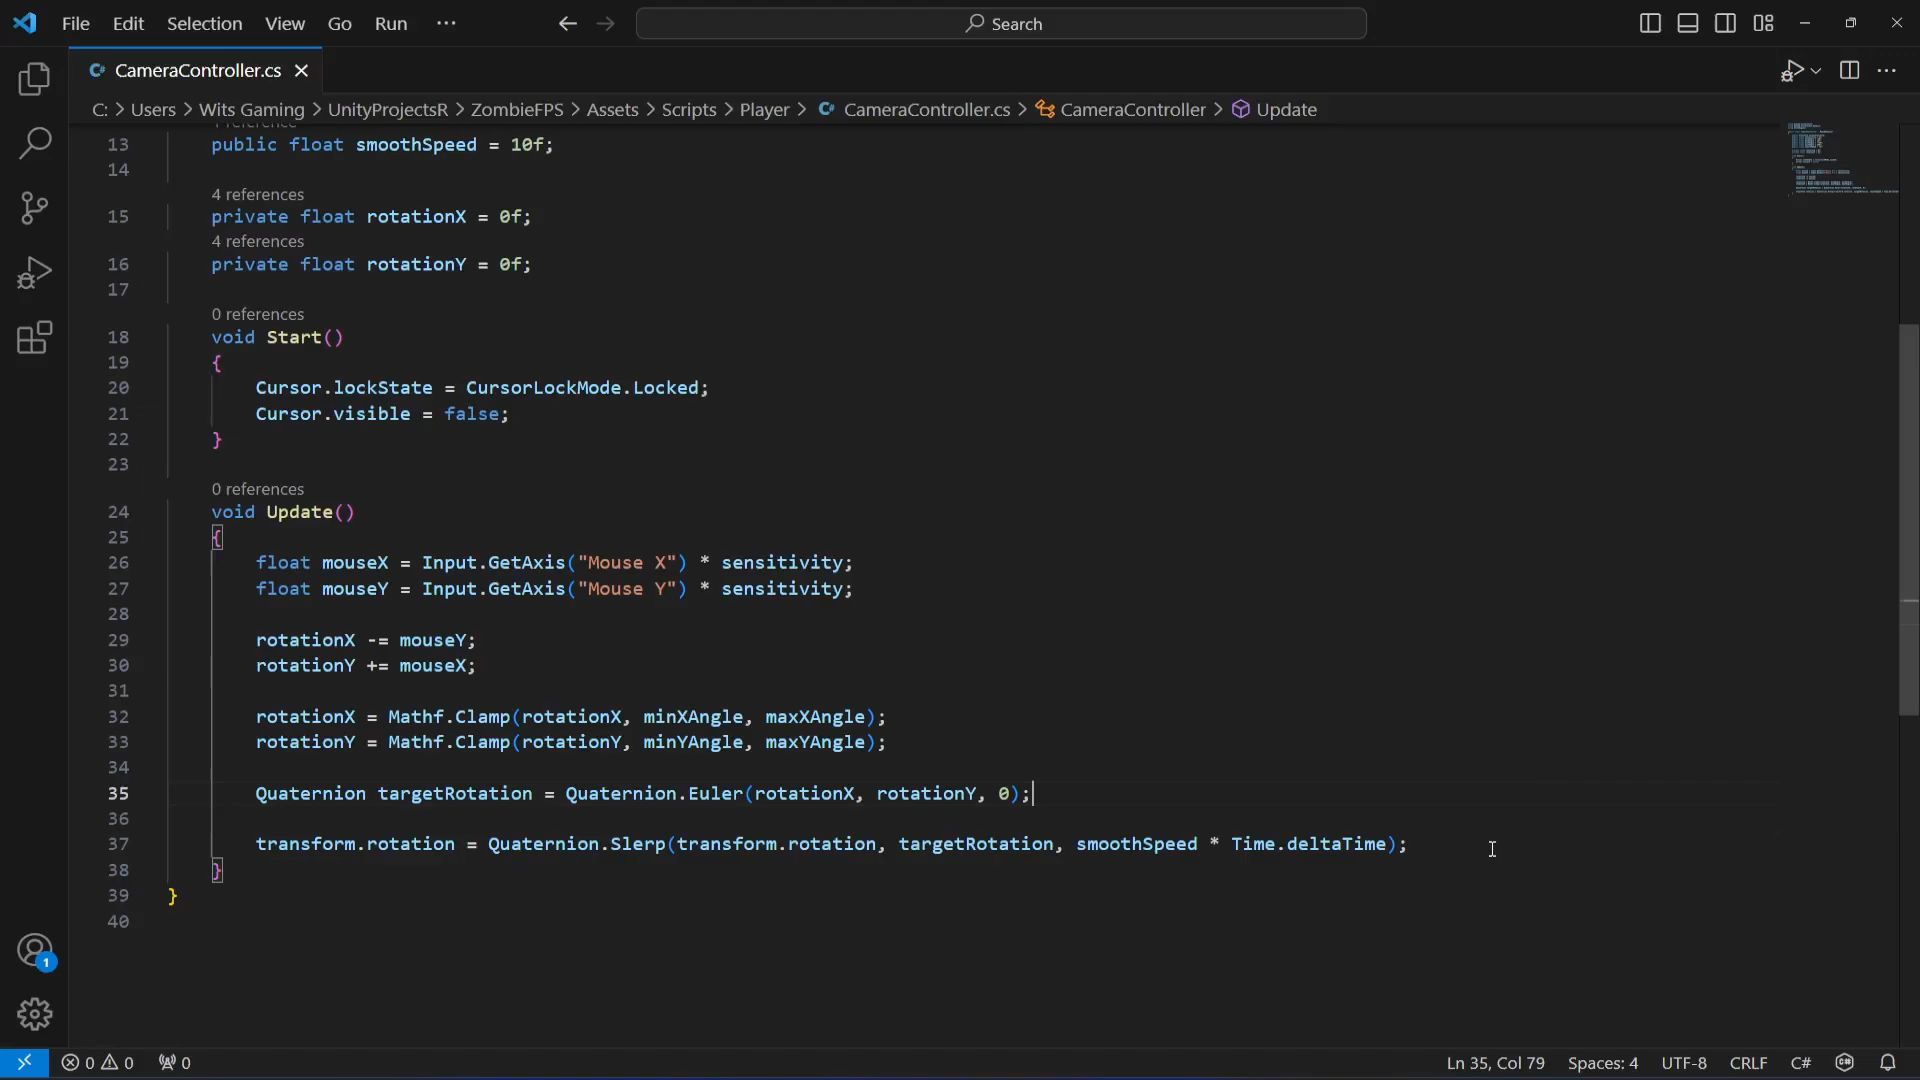 File Edit Selection View Go Run ··· Search
CameraController.cs
C: > Users > Wits Gaming > UnityProjectsR > ZombieFPS > Assets > Scripts > Player > CameraController.cs > CameraController > Update
13 public float smoothSpeed = 10f;
14
4 references
15 private float rotationX = 0f;
4 references
16 private float rotationY = 0f;
17
0 references
18 void Start()
19 {
20 Cursor.lockState = CursorLockMode.Locked;
21 Cursor.visible = false;
22 }
23
0 references
24 void Update()
25 {
26 float mouseX = Input.GetAxis("Mouse X") * sensitivity;
27 float mouseY = Input.GetAxis("Mouse Y") * sensitivity;
28
29 rotationX -= mouseY;
30 rotationY += mouseX;
31
32 rotationX = Mathf.Clamp(rotationX, minXAngle, maxXAngle);
33 rotationY = Mathf.Clamp(rotationY, minYAngle, maxYAngle);
34
35 Quaternion targetRotation = Quaternion.Euler(rotationX, rotationY, 0);
36
37 transform.rotation = Quaternion.Slerp(transform.rotation, targetRotation, smoothSpeed * Time.deltaTime);
38 }
39 }
40
1
0 0 0 Ln 35, Col 79 Spaces: 4 UTF-8 CRLF C#